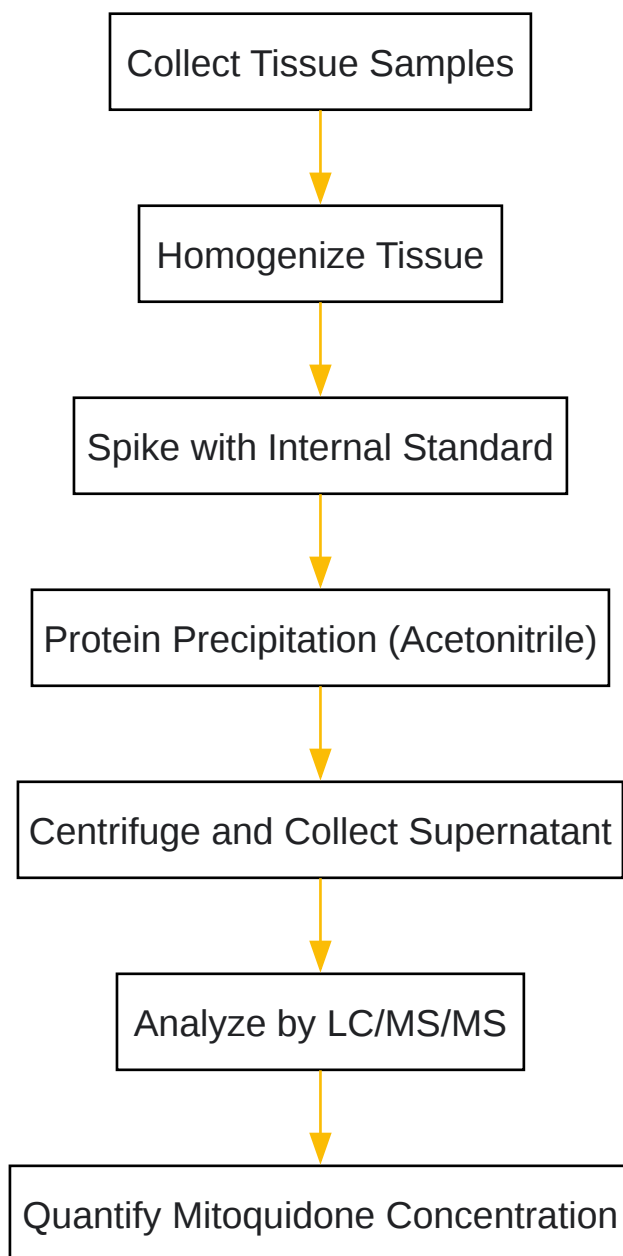 Collect Tissue Samples
Homogenize Tissue
Spike with Internal Standard
Protein Precipitation (Acetonitrile)
Centrifuge and Collect Supernatant
Analyze by LC/MS/MS
Quantify Mitoquidone Concentration